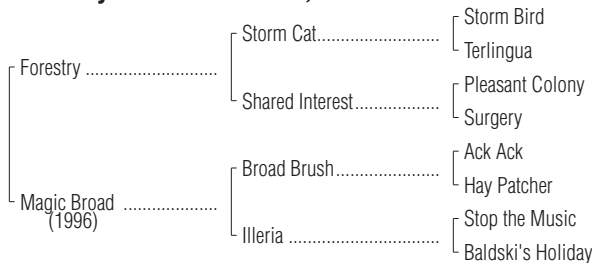 Storm Bird
Storm Cat
Terlingua
Forestry
Pleasant Colony
Shared Interest
Surgery
Ack Ack
Broad Brush
Hay Patcher
Magic Broad
(1996)
Stop the Music
Illeria
Baldski's Holiday